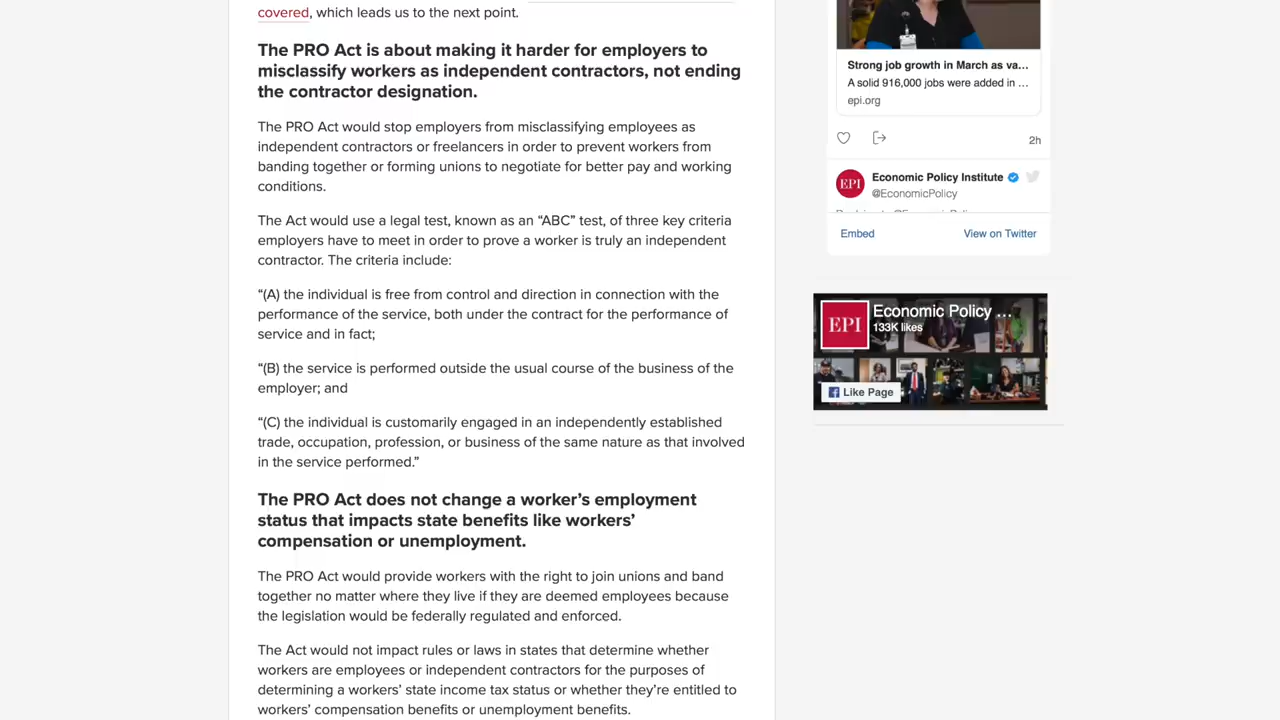 covered, which leads us to the next point.
The PRO Act is about making it harder for employers to
misclassify workers as independent contractors, not ending
the contractor designation.
The PRO Act would stop employers from misclassifying employees as
independent contractors or freelancers in order to prevent workers from
banding together or forming unions to negotiate for better pay and working
conditions.
The Act would use a legal test, known as an “ABC” test, of three key criteria
employers have to meet in order to prove a worker is truly an independent
contractor. The criteria include:
“(A) the individual is free from control and direction in connection with the
performance of the service, both under the contract for the performance of
service and in fact;
“(B) the service is performed outside the usual course of the business of the
employer; and
“(C) the individual is customarily engaged in an independently established
trade, occupation, profession, or business of the same nature as that involved
in the service performed.”
The PRO Act does not change a worker’s employment
status that impacts state benefits like workers’
compensation or unemployment.
The PRO Act would provide workers with the right to join unions and band
together no matter where they live if they are deemed employees because
the legislation would be federally regulated and enforced.
The Act would not impact rules or laws in states that determine whether
workers are employees or independent contractors for the purposes of
determining a workers’ state income tax status or whether they’re entitled to
workers’ compensation benefits or unemployment benefits.
Strong job growth in March as va...
A solid 916,000 jobs were added in ...
epi.org
2h
EPI
Economic Policy Institute
@EconomicPolicy
Embed
View on Twitter
EPI
Economic Policy ...
133K likes
Like Page